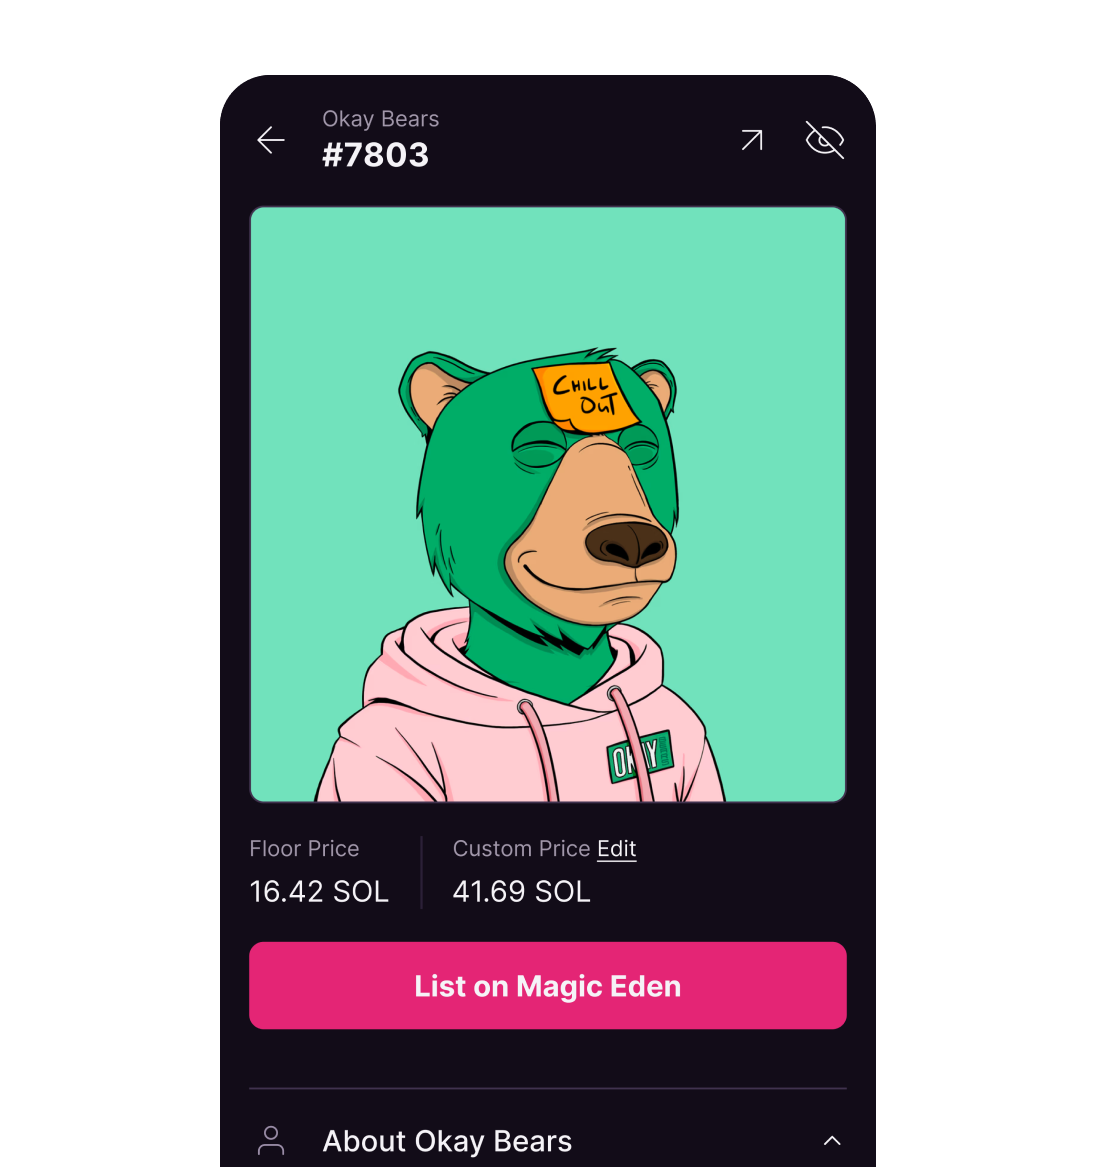 Okay Bears
#7803
CHILL
OUT
OKAY
Floor Price
Custom Price Edit
16.42 SOL
41.69 SOL
List on Magic Eden
About Okay Bears